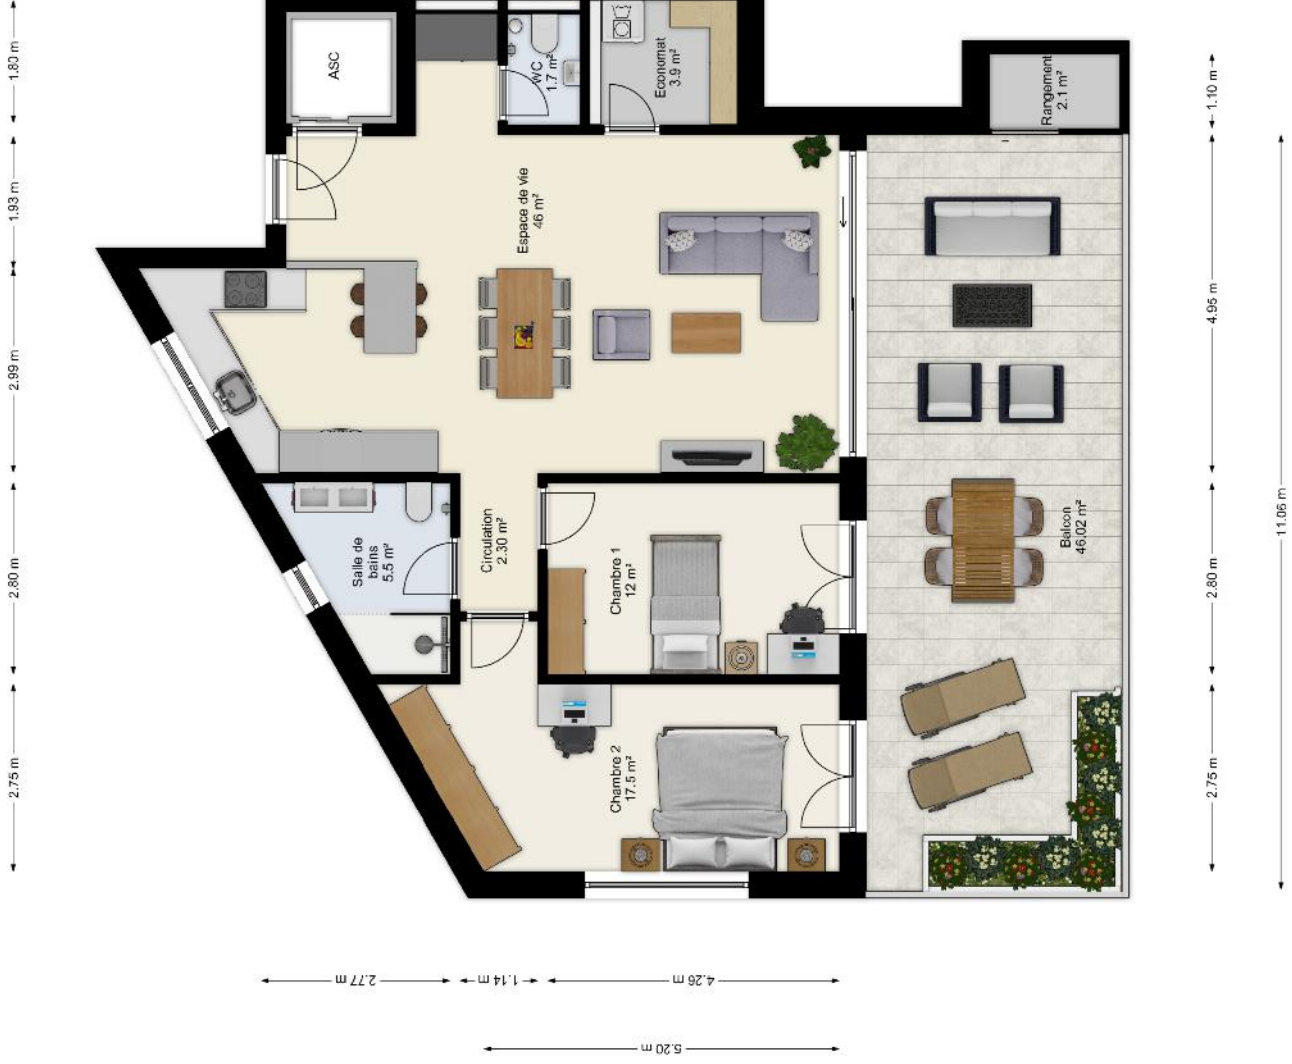 ASC
WC
1.7 m²
Economat
3.9 m²
Rangement
2.1 m²
Espace de vie
46 m²
Salle de
bains
5.5 m²
Circulation
2.30 m²
Chambre 1
12 m²
Chambre 2
17.5 m²
Balcon
46.02 m²
1.80 m
1.93 m
2.99 m
2.80 m
2.75 m
1.10 m
4.95 m
2.80 m
2.75 m
11.06 m
2.77 m
1.14 m
4.26 m
5.20 m